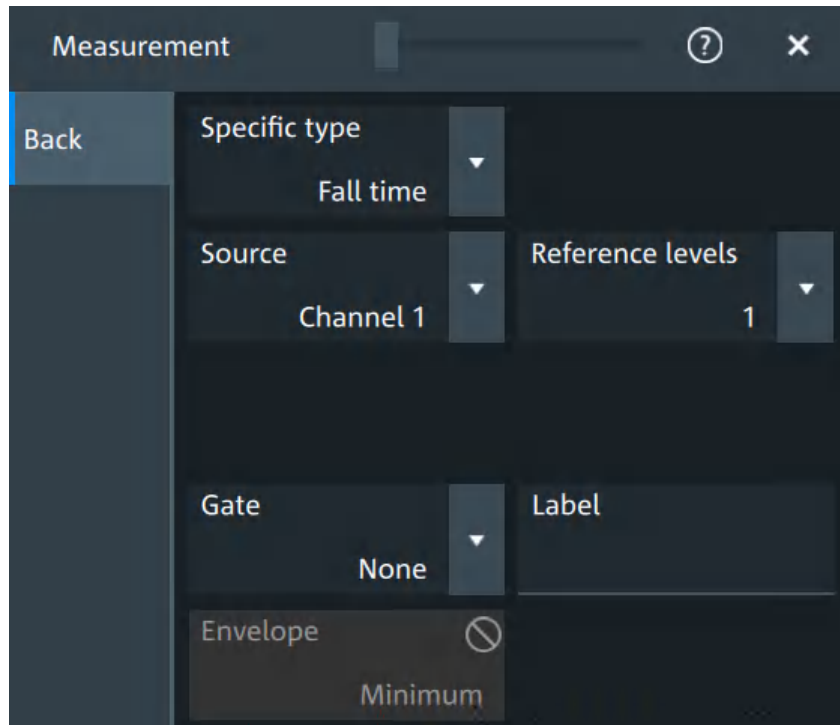 Measurement
?
Back
Specific type
Fall time
Source
Reference levels
Channel 1
1
Gate
Label
None
Envelope
Minimum